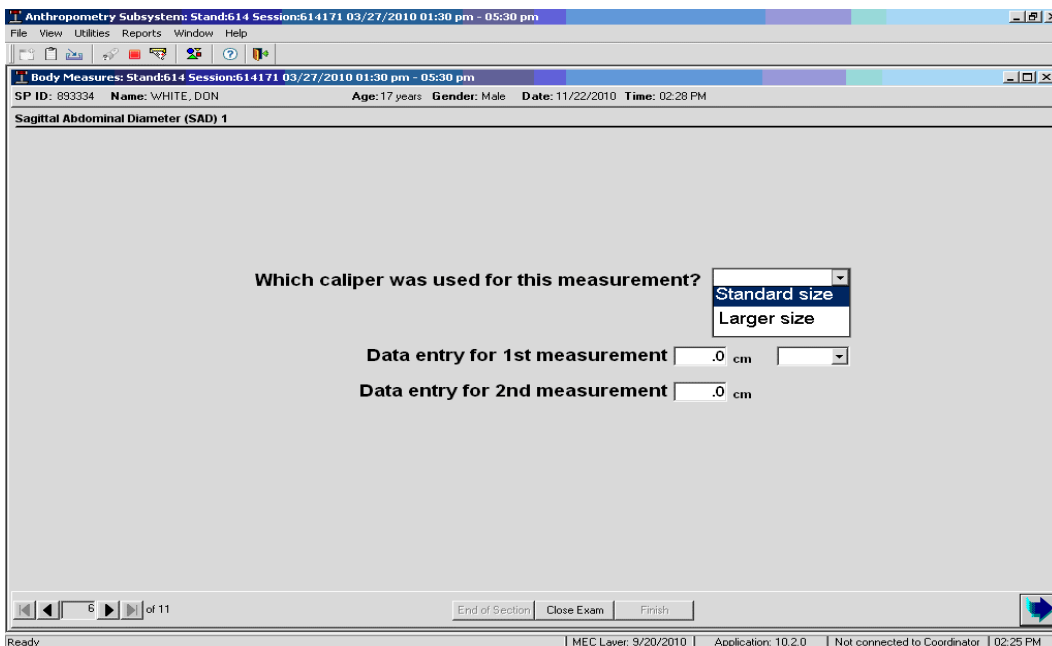 Anthropometry Subsystem: Stand:614 Session:614171 03/27/2010 01:30 pm - 05:30 pm
File View Utilities Reports Window Help
Body Measures: Stand:614 Session:614171 03/27/2010 01:30 pm - 05:30 pm
SP ID: 893334 Name: WHITE, DON Age: 17 years Gender: Male Date: 11/22/2010 Time: 02:28 PM
Sagittal Abdominal Diameter (SAD) 1
Which caliper was used for this measurement?
Standard size
Larger size
Data entry for 1st measurement .0 cm
Data entry for 2nd measurement .0 cm
6 of 11 End of Section Close Exam Finish
Ready MEC Layer: 9/20/2010 Application: 10.2.0 Not connected to Coordinator 02:25 PM